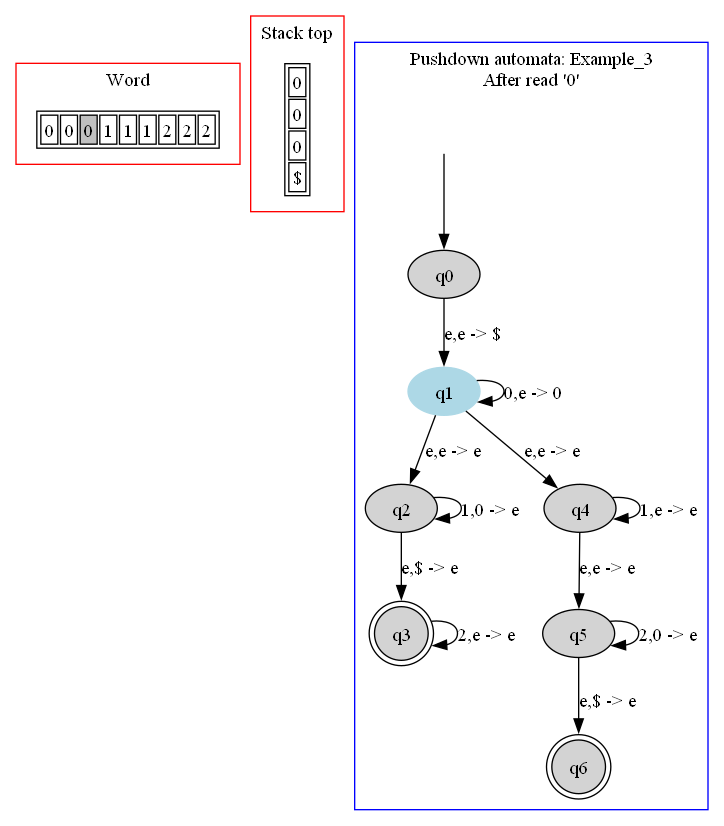 Word
0 0 0 1 1 1 2 2 2
Stack top
0
0
0
$
Pushdown automata: Example_3
After read '0'
q0
e,e -> $
q1
0,e -> 0
e,e -> e
e,e -> e
q2
1,0 -> e
q4
1,e -> e
e,$ -> e
e,e -> e
q3
2,e -> e
q5
2,0 -> e
e,$ -> e
q6